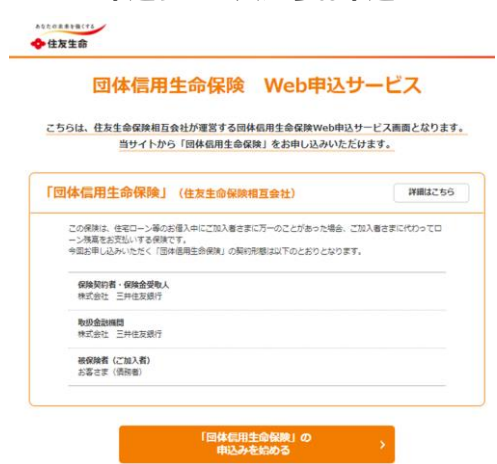 あなたの未来を強くする
住友生命
団体信用生命保険 Web申込サービス
こちらは、住友生命保険相互会社が運営する団体信用生命保険Web申込サービス画面となります。
当サイトから「団体信用生命保険」をお申し込みいただけます。
「団体信用生命保険」（住友生命保険相互会社）
詳細はこちら
この保険は、住宅ローン等のお借入中にご加入者さまに万一のことがあった場合、ご加入者さまに代わってロ
ーン残高をお支払いする保険です。
今回お申し込みいただく「団体信用生命保険」の契約形態は以下のとおりとなります。
保険契約者・保険金受取人
株式会社 三井住友銀行
取扱金融機関
株式会社 三井住友銀行
被保険者（ご加入者）
お客さま（債務者）
「団体信用生命保険」の
申込みを始める